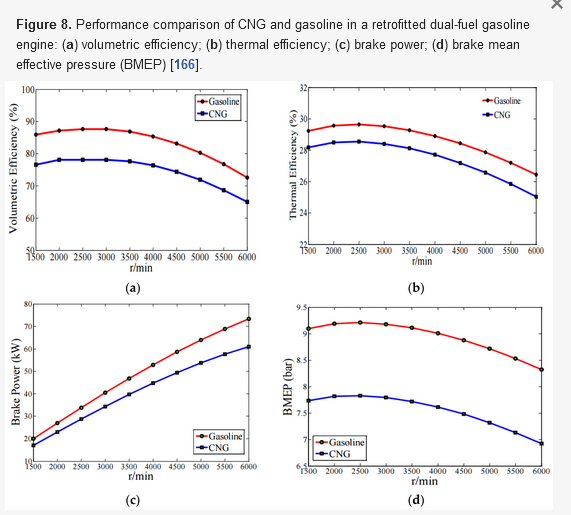 Figure 8. Performance comparison of CNG and gasoline in a retrofitted dual-fuel gasoline
engine: (a) volumetric efficiency; (b) thermal efficiency; (c) brake power; (d) brake mean
effective pressure (BMEP) [166].
Volumetric Efficiency (%)
100
90
80
70
60
50
Gasoline
CNG
1500 2000 2500 3000 3500 4000 4500 5000 5500 6000
r/min
(a)
Thermal Efficiency (%)
32
30
28
26
24
22
Gasoline
CNG
1500 2000 2500 3000 3500 4000 4500 5000 5500 6000
r/min
(b)
Brake Power (kW)
80
70
60
50
40
30
20
10
Gasoline
CNG
1500 2000 2500 3000 3500 4000 4500 5000 5500 6000
r/min
(c)
BMEP (bar)
9.5
9
8.5
8
7.5
7
6.5
Gasoline
CNG
1500 2000 2500 3000 3500 4000 4500 5000 5500 6000
r/min
(d)